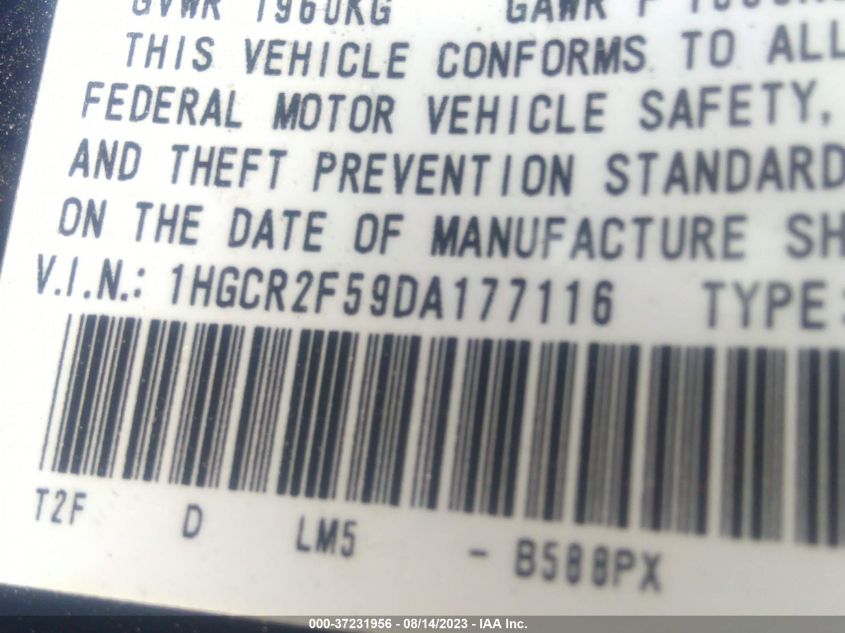 GVWR 1960KG GAWR F
THIS VEHICLE CONFORMS TO ALL
FEDERAL MOTOR VEHICLE SAFETY,
AND THEFT PREVENTION STANDARD
ON THE DATE OF MANUFACTURE SH
V.I.N.: 1HGCR2F59DA177116 TYPE:
T2F D LM5 - B588PX
000-37231956 - 08/14/2023 - IAA Inc.